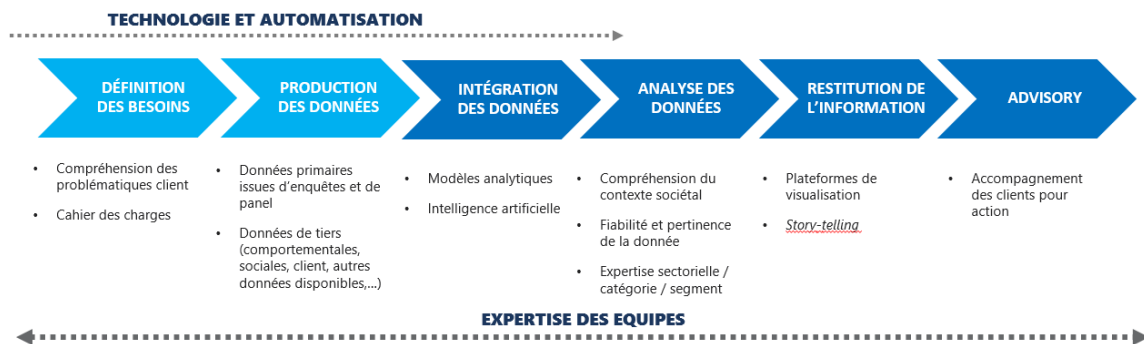 TECHNOLOGIE ET AUTOMATISATION
DÉFINITION
DES BESOINS
PRODUCTION
DES DONNÉES
INTÉGRATION
DES DONNÉES
ANALYSE DES
DONNÉES
RESTITUTION DE
L'INFORMATION
ADVISORY
• Compréhension des
problématiques client
• Cahier des charges
• Données primaires
issues d'enquêtes et de
panel
• Données de tiers
(comportementales,
sociales, client, autres
données disponibles,...)
• Modèles analytiques
• Intelligence artificielle
• Compréhension du
contexte sociétal
• Fiabilité et pertinence
de la donnée
• Expertise sectorielle /
catégorie / segment
• Plateformes de
visualisation
• Story-telling
• Accompagnement
des clients pour
action
EXPERTISE DES EQUIPES